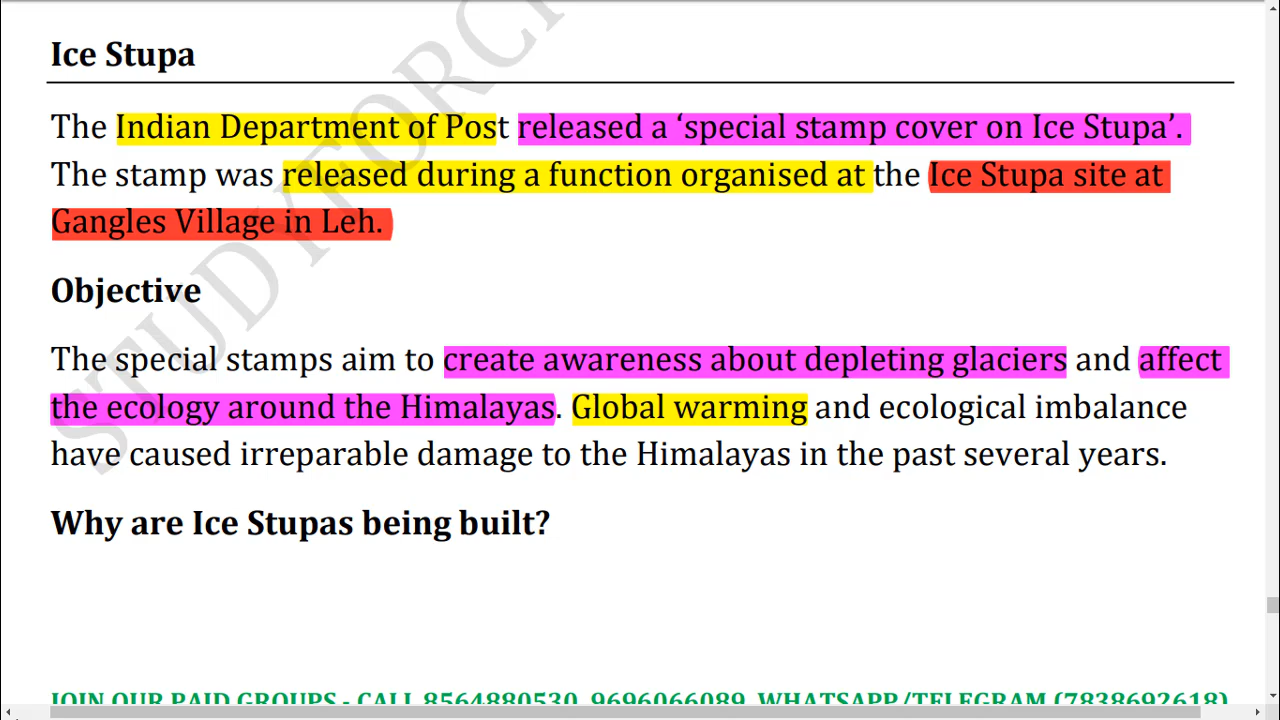 Ice Stupa
The Indian Department of Post released a ‘special stamp cover on Ice Stupa’.
The stamp was released during a function organised at the Ice Stupa site at
Gangles Village in Leh.
Objective
The special stamps aim to create awareness about depleting glaciers and affect
the ecology around the Himalayas. Global warming and ecological imbalance
have caused irreparable damage to the Himalayas in the past several years.
Why are Ice Stupas being built?
JOIN OUR PAID GROUPS - CALL 8564880530, 9696066089, WHATSAPP/TELEGRAM (7838692618)
STUDYFORC